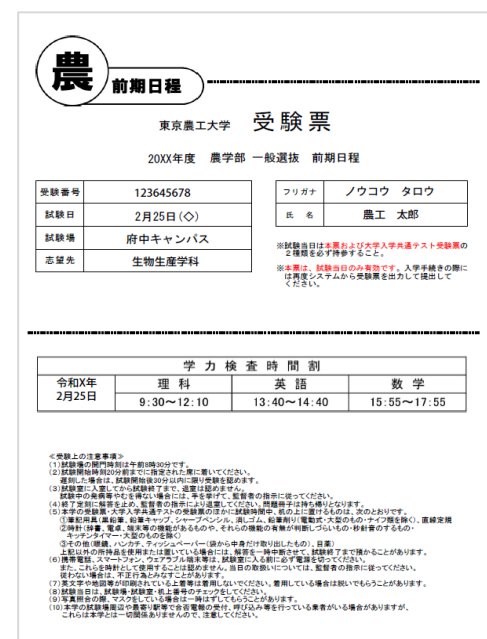 農
前期日程
東京農工大学 受験票
20XX年度 農学部 一般選抜 前期日程
受験番号 123645678
試験日 2月25日(◇)
試験場 府中キャンパス
志望先 生物生産学科
フリガナ ノウコウ タロウ
氏名 農工 太郎
※試験当日は本票および大学入学共通テスト受験票の
2種類を必ず持参すること。
※本票は、試験当日のみ有効です。入学手続きの際に
は再度システムから受験票を出力して提出して
ください。
学力検査時間割
令和X年
2月25日
理科 英語 数学
9:30～12:10 13:40～14:40 15:55～17:55
≪受験上の注意事項≫
(1)試験場の開門時刻は午前8時30分です。
(2)試験開始時刻20分前までに指定された席に着いてください。
遅刻した場合は、試験開始後30分以内に限り受験を認めます。
(3)試験室に入室してから試験終了まで、退室は認めません。
試験中の発病等やむを得ない場合には、手を挙げて、監督者の指示に従ってください。
(4)終了定刻に解答を止め、監督者の指示により退室してください。問題冊子は持ち帰りとなります。
(5)本学の受験票・大学入学共通テストの受験票のほかに試験時間中、机の上に置けるものは、次のとおりです。
①筆記用具(黒鉛筆、鉛筆キャップ、シャープペンシル、消しゴム、鉛筆削り(電動式・大型のもの・ナイフ類を除く)、直線定規
②時計(辞書、電卓、端末等の機能があるものや、それらの機能の有無が判別しづらいもの・秒針音のするもの・
キッチンタイマー・大型のものを除く)
③その他(眼鏡、ハンカチ、ティッシュペーパー(袋から中身だけ取り出したもの)、目薬)
上記以外の所持品を使用または置いている場合には、解答を一時中断させて、試験終了まで預かることがあります。
(6)携帯電話、スマートフォン、ウェアラブル端末等は、試験室に入る前に必ず電源を切ってください。
また、これらを時計として使用することは認めません。当日の取扱いについては、監督者の指示に従ってください。
従わない場合は、不正行為とみなすことがあります。
(7)英文字や地図等が印刷されている上着等は着用しないでください。着用している場合は脱いでもらうことがあります。
(8)試験当日は、試験場・試験室・机上番号のチェックをしてください。
(9)写真照合の際、マスクをしている場合は一時はずしてもらうことがあります。
(10)本学の試験場周辺や最寄り駅等で合否電報の受付、呼び込み等を行っている業者がいる場合がありますが、
これらは本学とは一切関係ありませんので、注意してください。